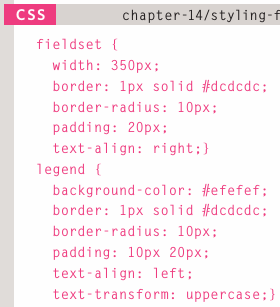 CSS chapter-14/styling-f
fieldset {
width: 350px;
border: 1px solid #dcdcdc;
border-radius: 10px;
padding: 20px;
text-align: right;}
legend {
background-color: #efefef;
border: 1px solid #dcdcdc;
border-radius: 10px;
padding: 10px 20px;
text-align: left;
text-transform: uppercase;}